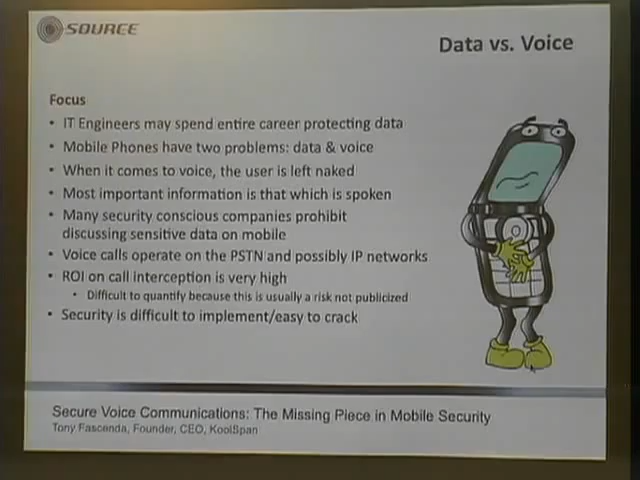 SOURCE
Data vs. Voice
Focus
• IT Engineers may spend entire career protecting data
• Mobile Phones have two problems: data & voice
• When it comes to voice, the user is left naked
• Most important information is that which is spoken
• Many security conscious companies prohibit
discussing sensitive data on mobile
• Voice calls operate on the PSTN and possibly IP networks
• ROI on call interception is very high
• Difficult to quantify because this is usually a risk not publicized
• Security is difficult to implement/easy to crack
Secure Voice Communications: The Missing Piece in Mobile Security
Tony Fascenda, Founder, CEO, KoolSpan